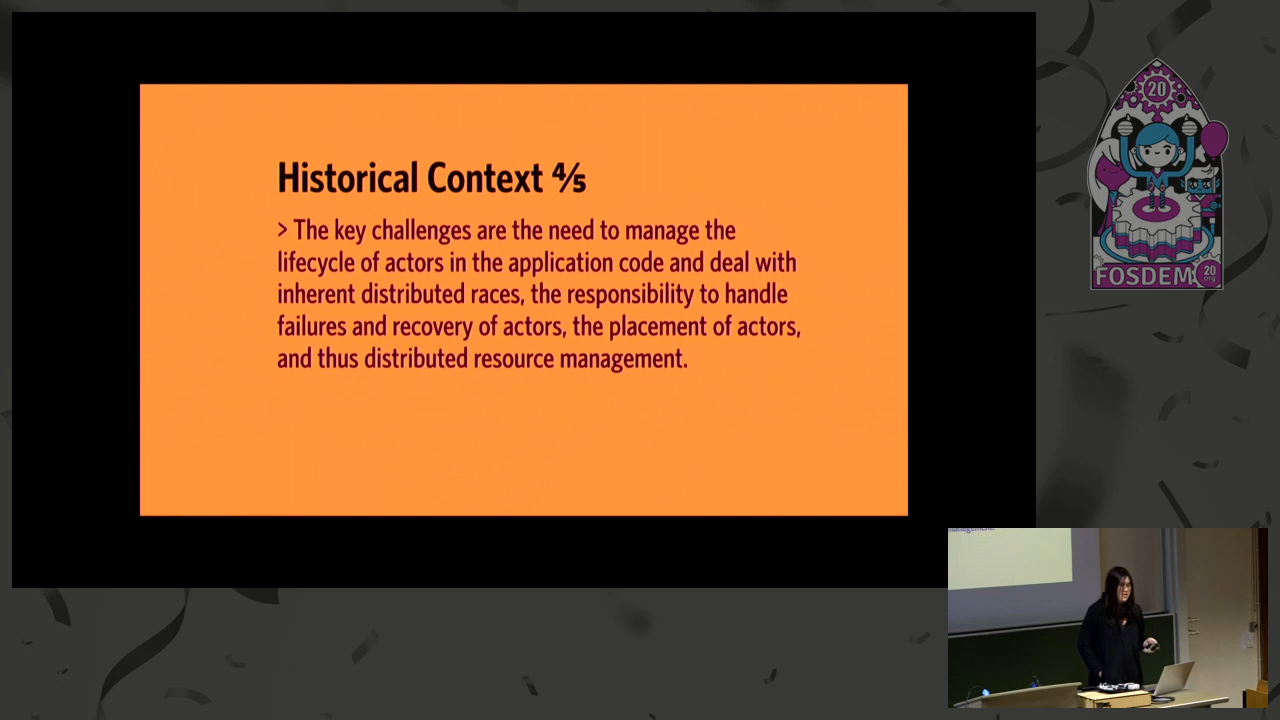 Historical Context ⅘
> The key challenges are the need to manage the
lifecycle of actors in the application code and deal with
inherent distributed races, the responsibility to handle
failures and recovery of actors, the placement of actors,
and thus distributed resource management.
20
FOSDEM
20
org
management.